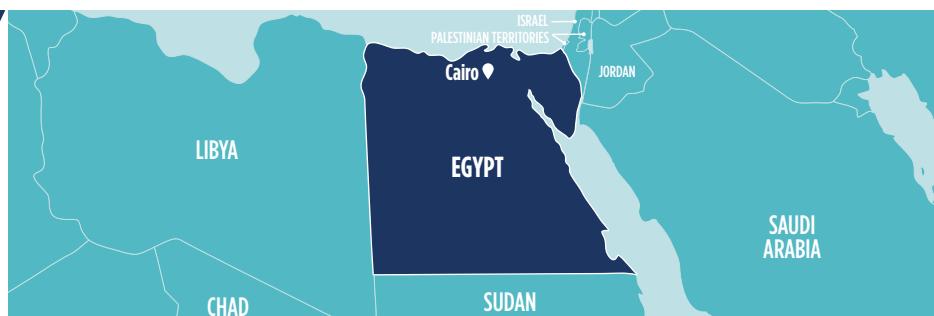 ISRAEL
PALESTINIAN TERRITORIES
Cairo
JORDAN
LIBYA
EGYPT
SAUDI
ARABIA
CHAD
SUDAN